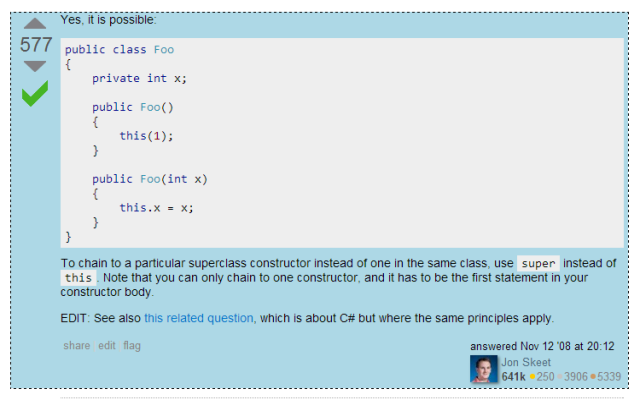 Yes, it is possible:
577
public class Foo
{
    private int x;
    public Foo()
    {
        this(1);
    }
    public Foo(int x)
    {
        this.x = x;
    }
}
To chain to a particular superclass constructor instead of one in the same class, use super instead of
this . Note that you can only chain to one constructor, and it has to be the first statement in your
constructor body.
EDIT: See also this related question, which is about C# but where the same principles apply.
share edit flag
answered Nov 12 '08 at 20:12
Jon Skeet
641k ●250 ●3906 ●5339